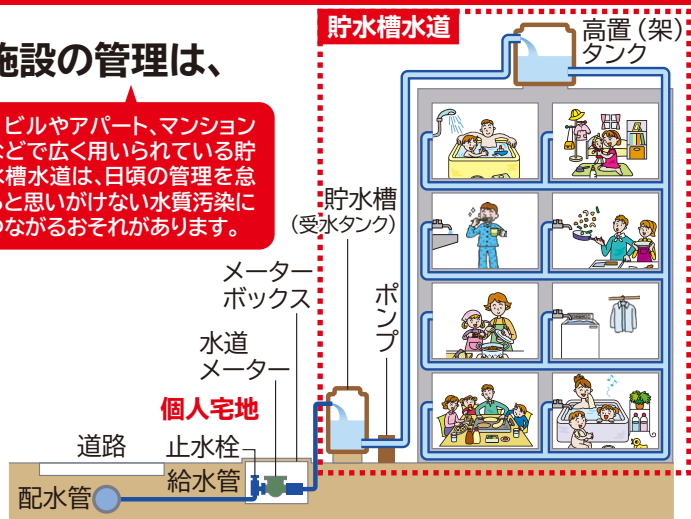 貯水槽水道
高置(架)
タンク
施設の管理は、
ビルやアパート、マンション
などで広く用いられている貯
水槽水道は、日頃の管理を怠
ると思いがけない水質汚染に
つながるおそれがあります。
貯水槽
(受水タンク)
メーター
ボックス
ポンプ
水道
メーター
個人宅地
道路
止水栓
給水管
配水管